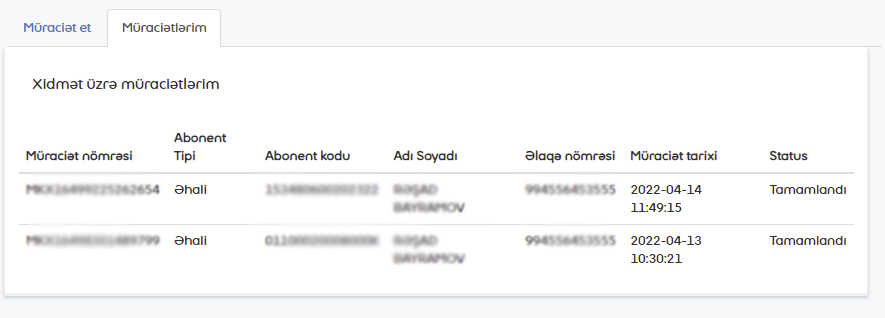 Müraciət et
Müraciətlərim
Xidmət üzrə müraciətlərim
Müraciət nömrəsi
Abonent
Tipi
Abonent kodu
Adı Soyadı
Əlaqə nömrəsi
Müraciət tarixi
Status
Əhali
2022-04-14
11:49:15
Tamamlandı
Əhali
2022-04-13
10:30:21
Tamamlandı